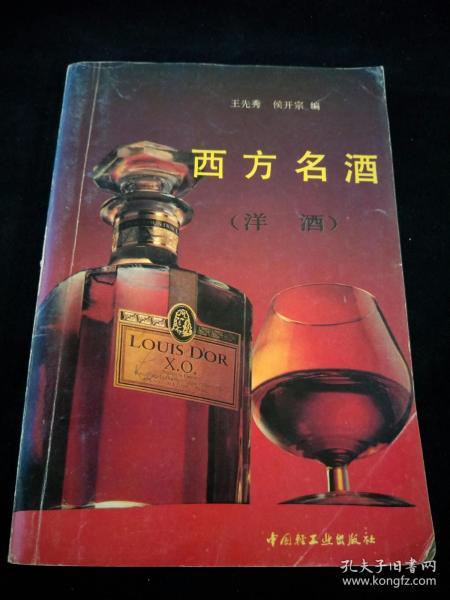 王先秀 侯开宗 编
西方名酒
（洋 酒）
LOUIS D'OR
X.O.
中国轻工业出版社
孔夫子旧书网
www.kongfz.com